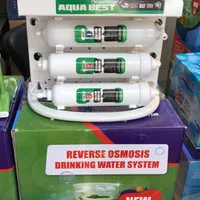 AQUA BEST
REVERSE OSMOSIS
DRINKING WATER SYSTEM
NEW